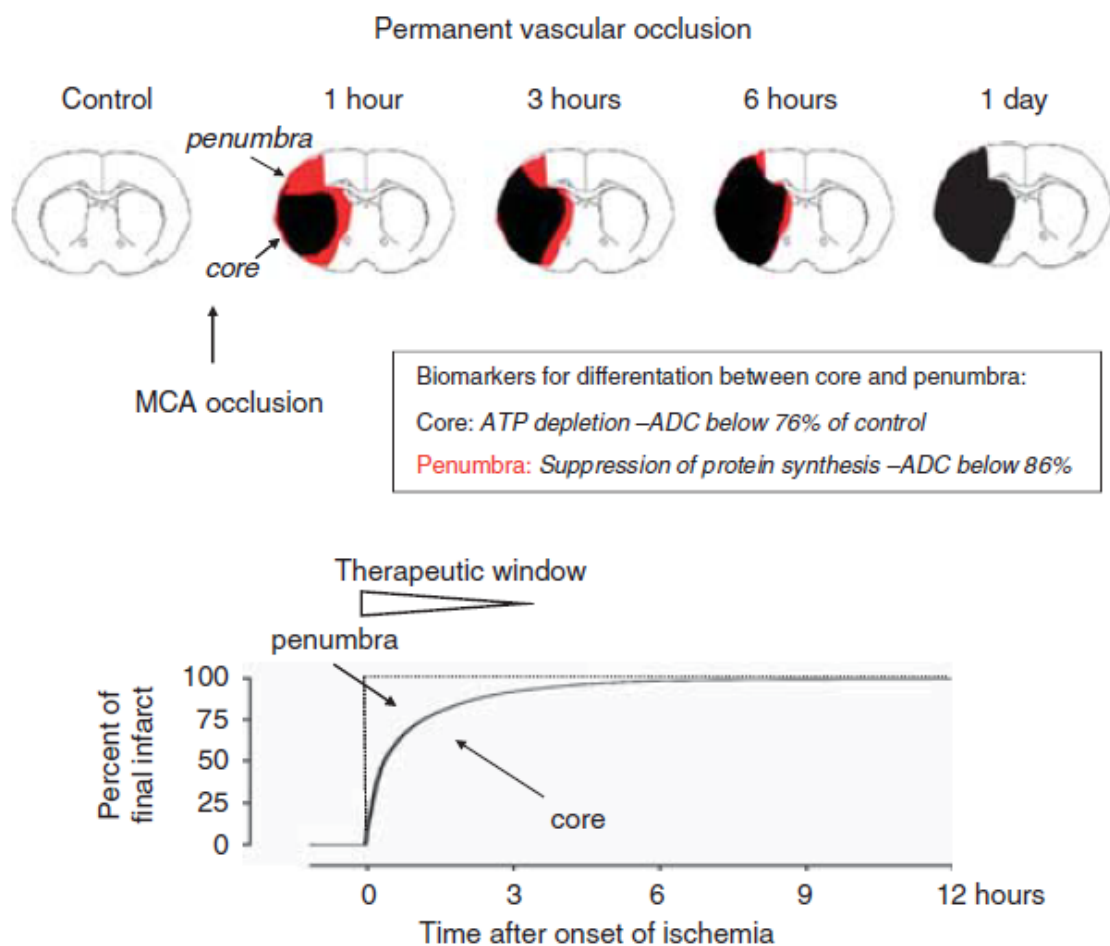 Permanent vascular occlusion
Control
1 hour
3 hours
6 hours
1 day
penumbra
core
MCA occlusion
Biomarkers for differentation between core and penumbra:
Core: ATP depletion –ADC below 76% of control
Penumbra: Suppression of protein synthesis –ADC below 86%
Therapeutic window
penumbra
core
Percent of
final infarct
100
75
50
25
0
0
3
6
9
12 hours
Time after onset of ischemia